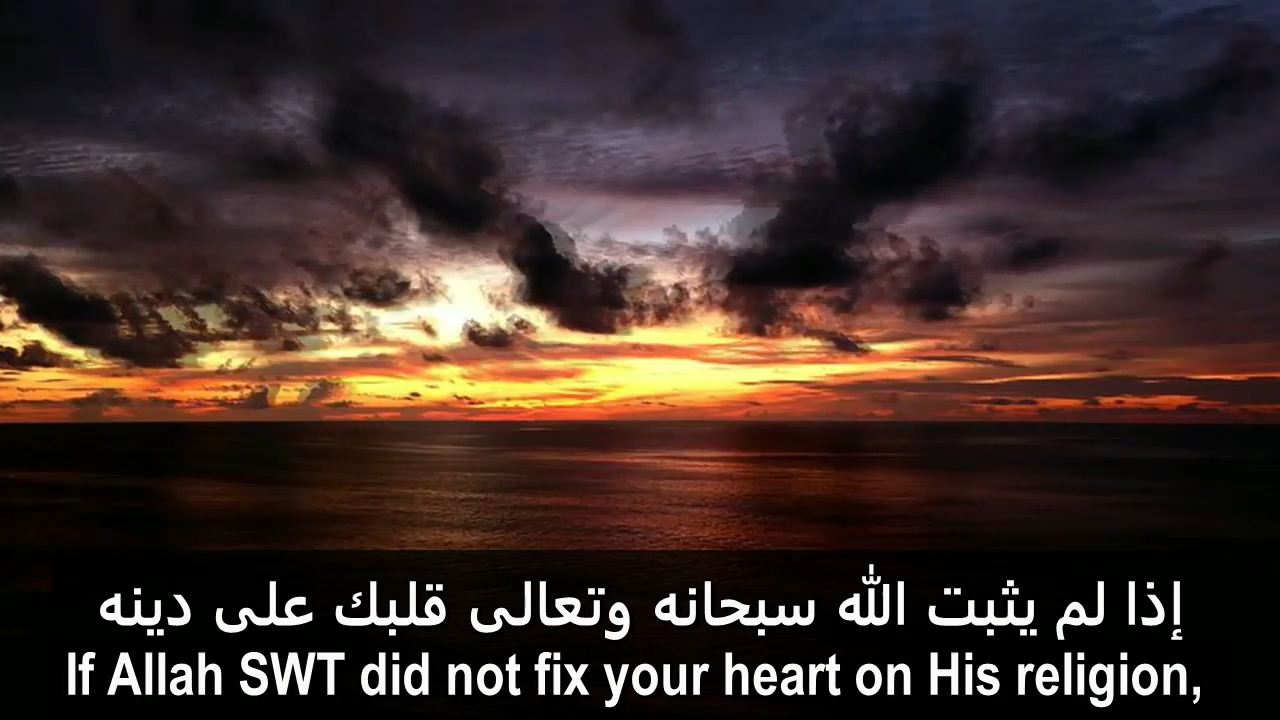 إذا لم يثبت الله سبحانه وتعالى قلبك على دينه
If Allah SWT did not fix your heart on His religion,